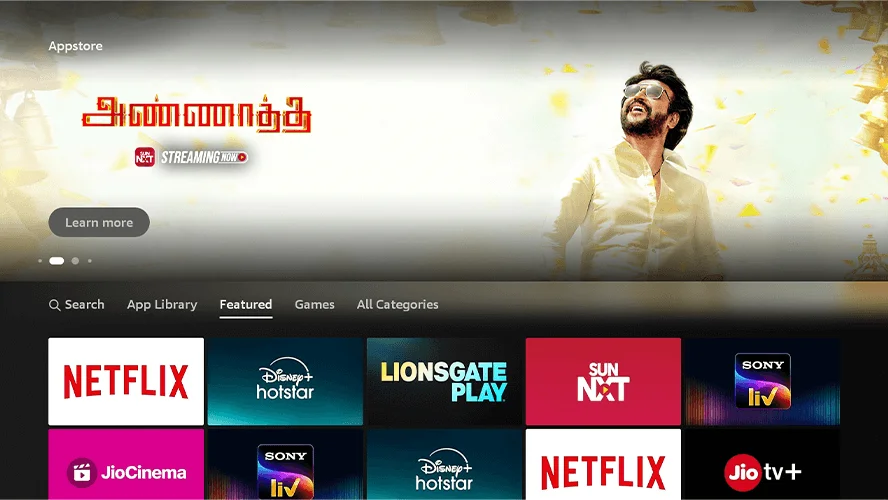 Appstore
அண்ணாத்த
SUN NXT STREAMING NOW
Learn more
Search App Library Featured Games All Categories
NETFLIX Disney+ hotstar LIONSGATE PLAY SUN NXT SONY liv
JioCinema SONY liv Disney+ hotstar NETFLIX Jio tv+